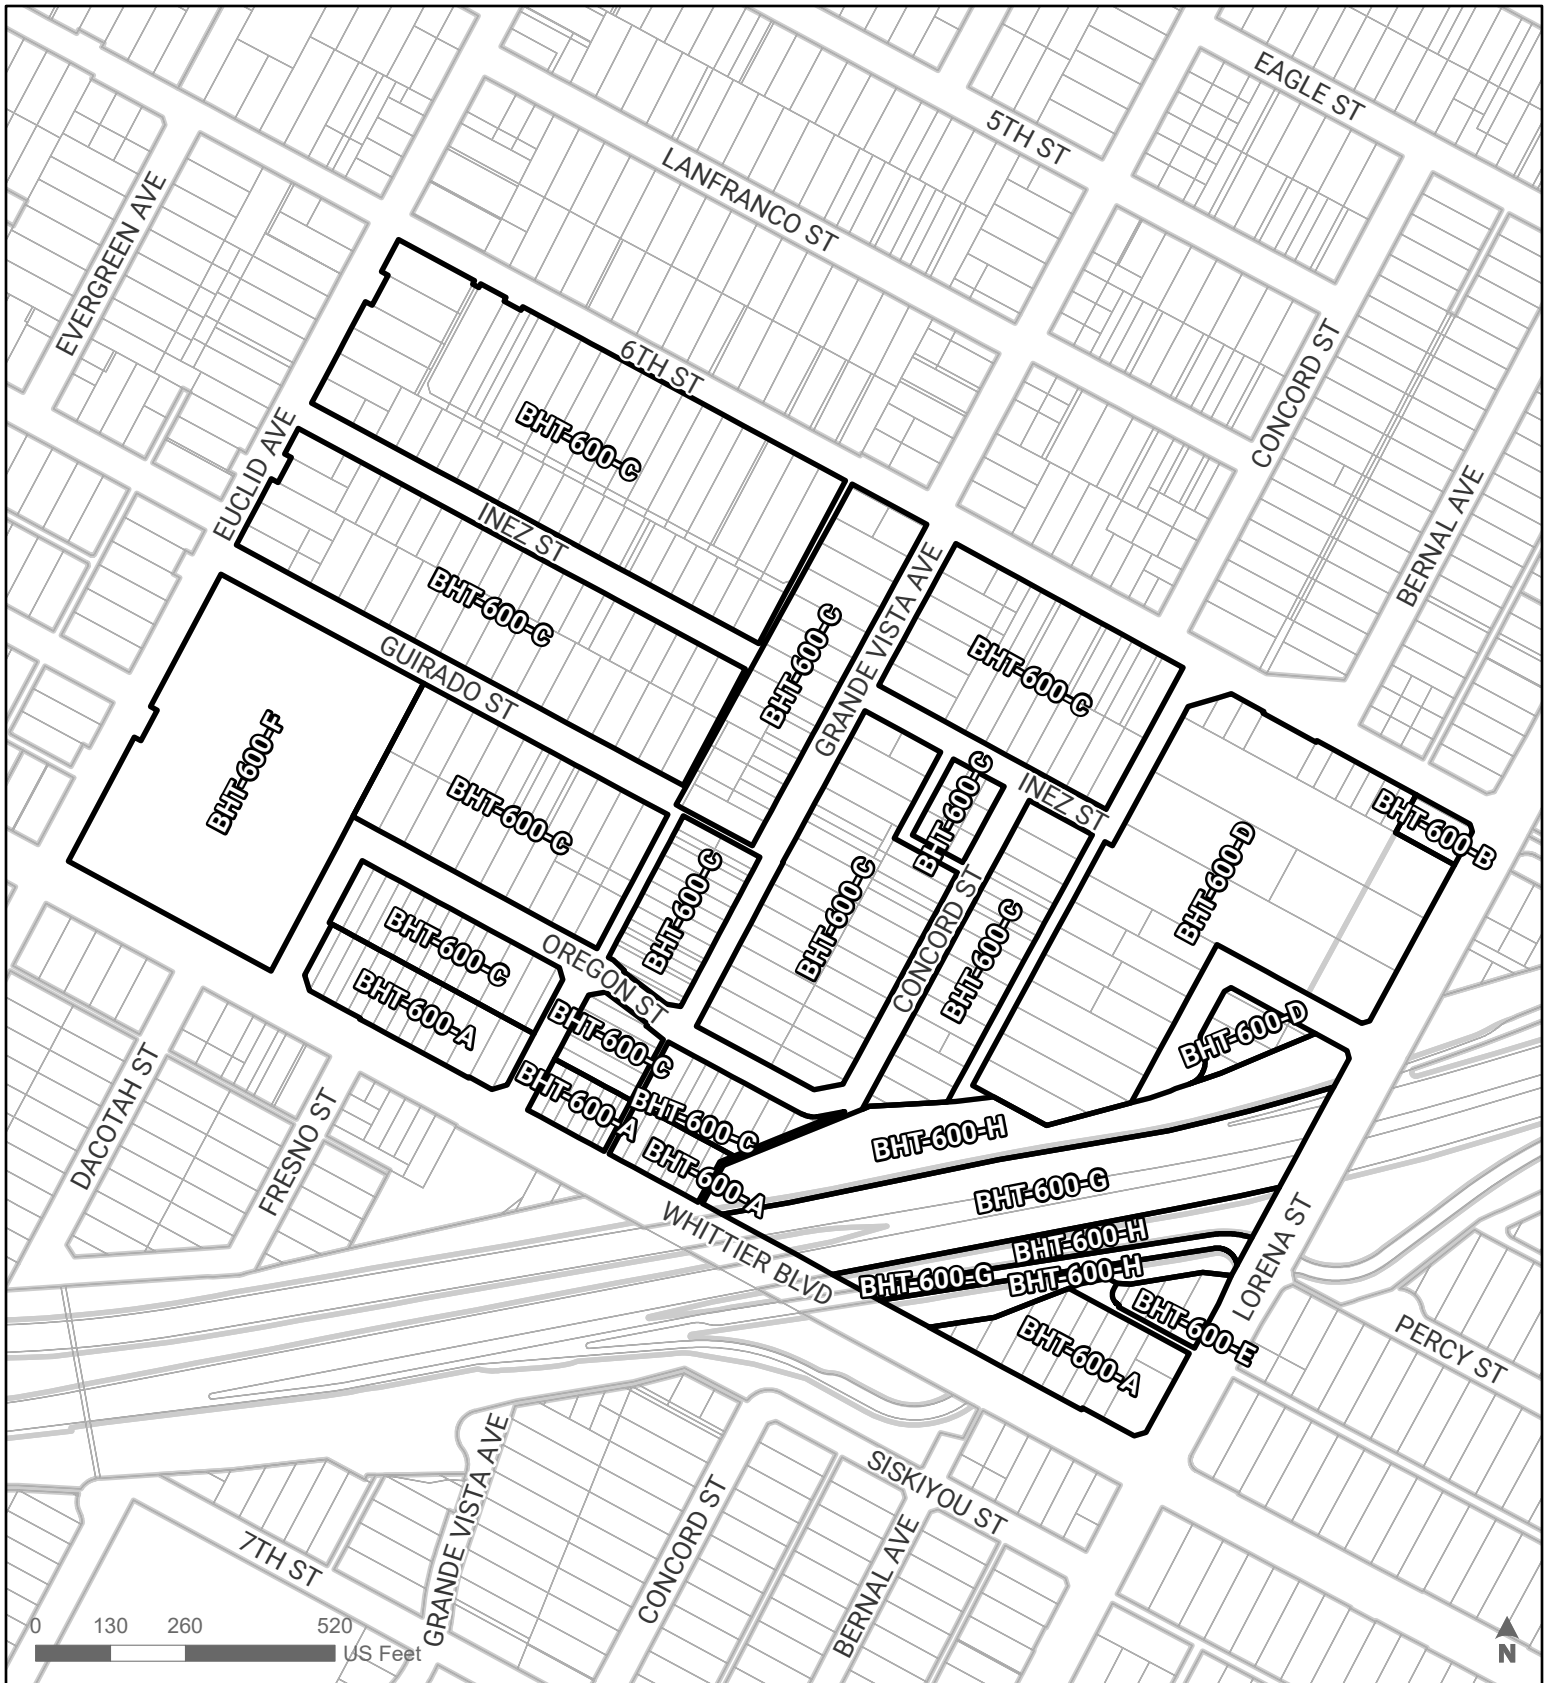 EAGLE ST
5TH ST
LANFRANCO ST
EVERGREEN AVE
CONCORD ST
6TH ST
BHT-600-C
EUCLID AVE
BERNAL AVE
INEZ ST
BHT-600-C
GRANDE VISTA AVE
BHT-600-C
BHT-600-C
GUIRADO ST
BHT-600-F
BHT-600-C
BHT-600-C
INEZ ST
BHT-600-B
BHT-600-D
BHT-600-C
BHT-600-C
CONCORD ST
BHT-600-C
BHT-600-C
OREGON ST
BHT-600-A
BHT-600-C
BHT-600-D
BHT-600-A
BHT-600-C
BHT-600-A
BHT-600-H
DACOTAH ST
FRESNO ST
BHT-600-G
WHITTIER BLVD
BHT-600-H
BHT-600-G
BHT-600-H
LORENA ST
BHT-600-E
BHT-600-A
PERCY ST
SISKIYOU ST
GRANDE VISTA AVE
CONCORD ST
BERNAL AVE
7TH ST
0 130 260 520
US Feet
N